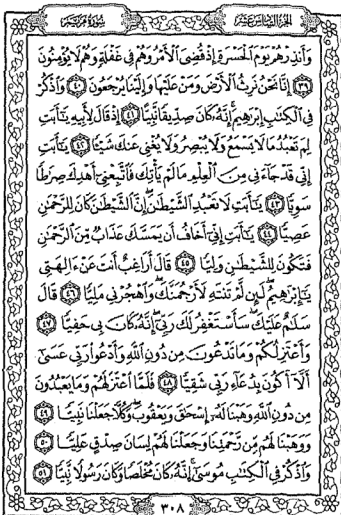 الجزء السادس عشر
سورة مريم
وَأَنذِرْهُمْ يَوْمَ الْحَسْرَةِ إِذْ قُضِيَ الْأَمْرُ وَهُمْ فِي غَفْلَةٍ وَهُمْ لَا يُؤْمِنُونَ
﴿٣٩﴾ إِنَّا نَحْنُ نَرِثُ الْأَرْضَ وَمَنْ عَلَيْهَا وَإِلَيْنَا يُرْجَعُونَ ﴿٤٠﴾ وَاذْكُرْ
فِي الْكِتَابِ إِبْرَاهِيمَ ۚ إِنَّهُ كَانَ صِدِّيقًا نَّبِيًّا ﴿٤١﴾ إِذْ قَالَ لِأَبِيهِ يَا أَبَتِ
لِمَ تَعْبُدُ مَا لَا يَسْمَعُ وَلَا يُبْصِرُ وَلَا يُغْنِي عَنكَ شَيْئًا ﴿٤٢﴾ يَا أَبَتِ
إِنِّي قَدْ جَاءَنِي مِنَ الْعِلْمِ مَا لَمْ يَأْتِكَ فَاتَّبِعْنِي أَهْدِكَ صِرَاطًا
سَوِيًّا ﴿٤٣﴾ يَا أَبَتِ لَا تَعْبُدِ الشَّيْطَانَ ۖ إِنَّ الشَّيْطَانَ كَانَ لِلرَّحْمَٰنِ
عَصِيًّا ﴿٤٤﴾ يَا أَبَتِ إِنِّي أَخَافُ أَن يَمَسَّكَ عَذَابٌ مِّنَ الرَّحْمَٰنِ
فَتَكُونَ لِلشَّيْطَانِ وَلِيًّا ﴿٤٥﴾ قَالَ أَرَاغِبٌ أَنتَ عَنْ آلِهَتِي
يَا إِبْرَاهِيمُ ۖ لَئِن لَّمْ تَنتَهِ لَأَرْجُمَنَّكَ ۖ وَاهْجُرْنِي مَلِيًّا ﴿٤٦﴾ قَالَ
سَلَامٌ عَلَيْكَ ۖ سَأَسْتَغْفِرُ لَكَ رَبِّي ۖ إِنَّهُ كَانَ بِي حَفِيًّا ﴿٤٧﴾
وَأَعْتَزِلُكُمْ وَمَا تَدْعُونَ مِن دُونِ اللَّهِ وَأَدْعُو رَبِّي عَسَىٰ
أَلَّا أَكُونَ بِدُعَاءِ رَبِّي شَقِيًّا ﴿٤٨﴾ فَلَمَّا اعْتَزَلَهُمْ وَمَا يَعْبُدُونَ
مِن دُونِ اللَّهِ وَهَبْنَا لَهُ إِسْحَاقَ وَيَعْقُوبَ ۖ وَكُلًّا جَعَلْنَا نَبِيًّا ﴿٤٩﴾
وَوَهَبْنَا لَهُم مِّن رَّحْمَتِنَا وَجَعَلْنَا لَهُمْ لِسَانَ صِدْقٍ عَلِيًّا ﴿٥٠﴾
وَاذْكُرْ فِي الْكِتَابِ مُوسَىٰ ۚ إِنَّهُ كَانَ مُخْلَصًا وَكَانَ رَسُولًا نَّبِيًّا ﴿٥١﴾
٣٠٨